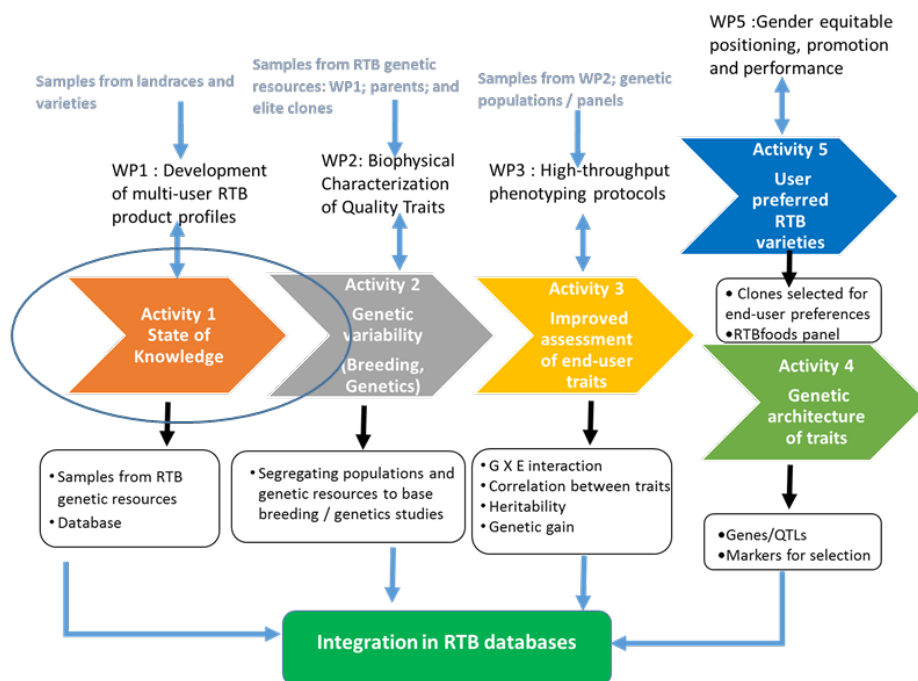 Samples from landraces and
varieties
WP1 : Development
of multi-user RTB
product profiles
Activity 1
State of
Knowledge
• Samples from RTB
genetic resources
• Database
Samples from RTB genetic
resources: WP1; parents; and
elite clones
WP2: Biophysical
Characterization
of Quality Traits
Activity 2
Genetic
variability
(Breeding,
Genetics)
• Segregating populations and
genetic resources to base
breeding / genetics studies
Samples from WP2; genetic
populations / panels
WP3 : High-throughput
phenotyping protocols
Activity 3
Improved
assessment
of end-user
traits
• G X E interaction
• Correlation between traits
• Heritability
• Genetic gain
WP5 :Gender equitable
positioning, promotion
and performance
Activity 5
User
preferred
RTB
varieties
• Clones selected for
end-user preferences
•RTBfoods panel
Activity 4
Genetic
architecture
of traits
•Genes/QTLs
•Markers for selection
Integration in RTB databases